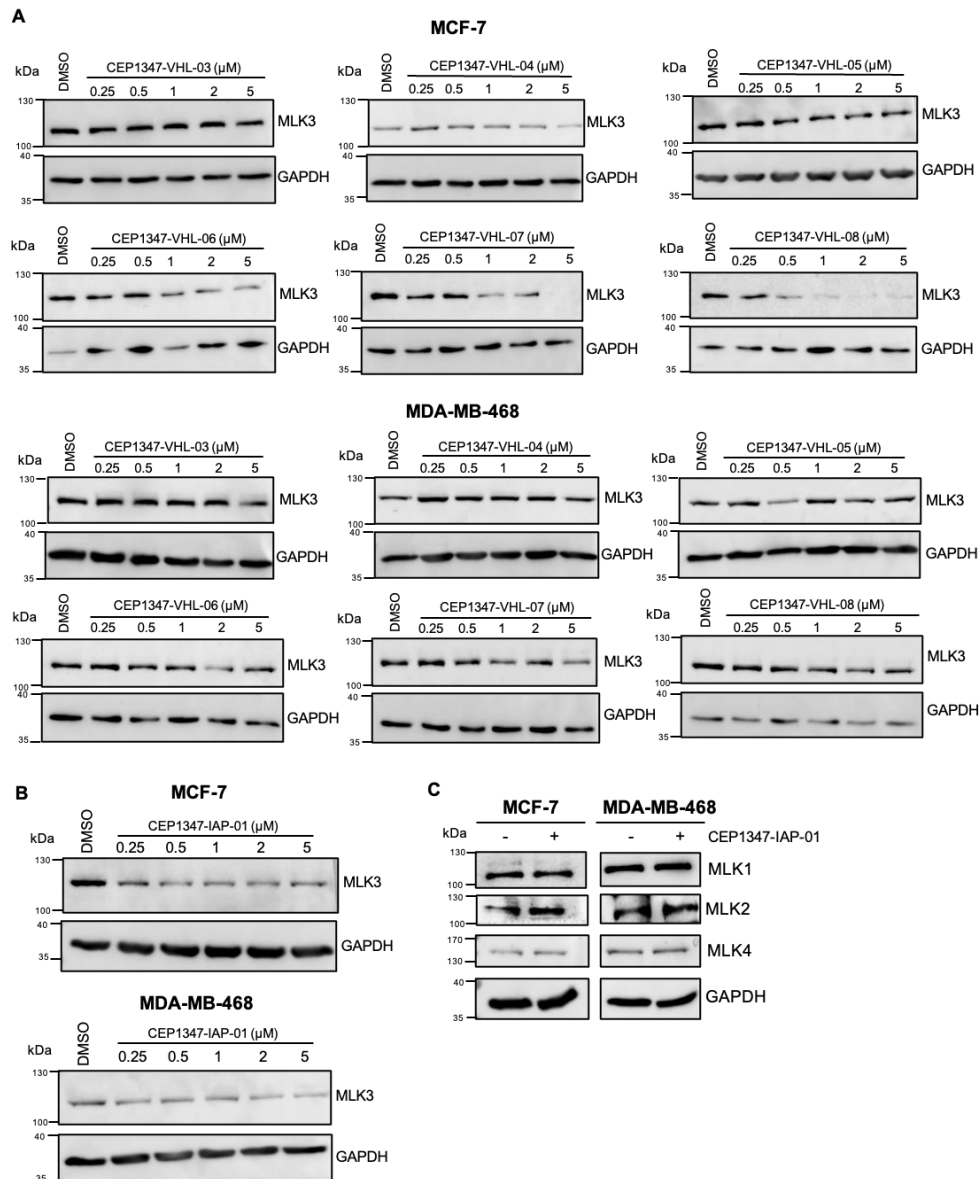 A
MCF-7
kDa DMSO CEP1347-VHL-03 (µM) kDa DMSO CEP1347-VHL-04 (µM) kDa DMSO CEP1347-VHL-05 (µM)
0.25 0.5 1 2 5 0.25 0.5 1 2 5 0.25 0.5 1 2 5
130 MLK3 130 MLK3 130 MLK3
100 100 100
40 GAPDH 40 GAPDH 40 GAPDH
35 35 35
kDa DMSO CEP1347-VHL-06 (µM) kDa DMSO CEP1347-VHL-07 (µM) kDa DMSO CEP1347-VHL-08 (µM)
0.25 0.5 1 2 5 0.25 0.5 1 2 5 0.25 0.5 1 2 5
130 MLK3 130 MLK3 130 MLK3
100 100 100
40 GAPDH 40 GAPDH 40 GAPDH
35 35 35
MDA-MB-468
kDa DMSO CEP1347-VHL-03 (µM) kDa DMSO CEP1347-VHL-04 (µM) kDa DMSO CEP1347-VHL-05 (µM)
0.25 0.5 1 2 5 0.25 0.5 1 2 5 0.25 0.5 1 2 5
130 MLK3 130 MLK3 130 MLK3
100 100 100
40 GAPDH 40 GAPDH 40 GAPDH
35 35 35
kDa DMSO CEP1347-VHL-06 (µM) kDa DMSO CEP1347-VHL-07 (µM) kDa DMSO CEP1347-VHL-08 (µM)
0.25 0.5 1 2 5 0.25 0.5 1 2 5 0.25 0.5 1 2 5
130 MLK3 130 MLK3 130 MLK3
100 100 100
40 GAPDH 40 GAPDH 40 GAPDH
35 35 35
B
MCF-7
kDa DMSO CEP1347-IAP-01 (µM)
0.25 0.5 1 2 5
130 MLK3
100
40 GAPDH
35
MDA-MB-468
kDa DMSO CEP1347-IAP-01 (µM)
0.25 0.5 1 2 5
130 MLK3
100
40 GAPDH
35
C
MCF-7 MDA-MB-468
kDa - + - + CEP1347-IAP-01
130 MLK1
100
130 MLK2
100
170 MLK4
130
40 GAPDH
35